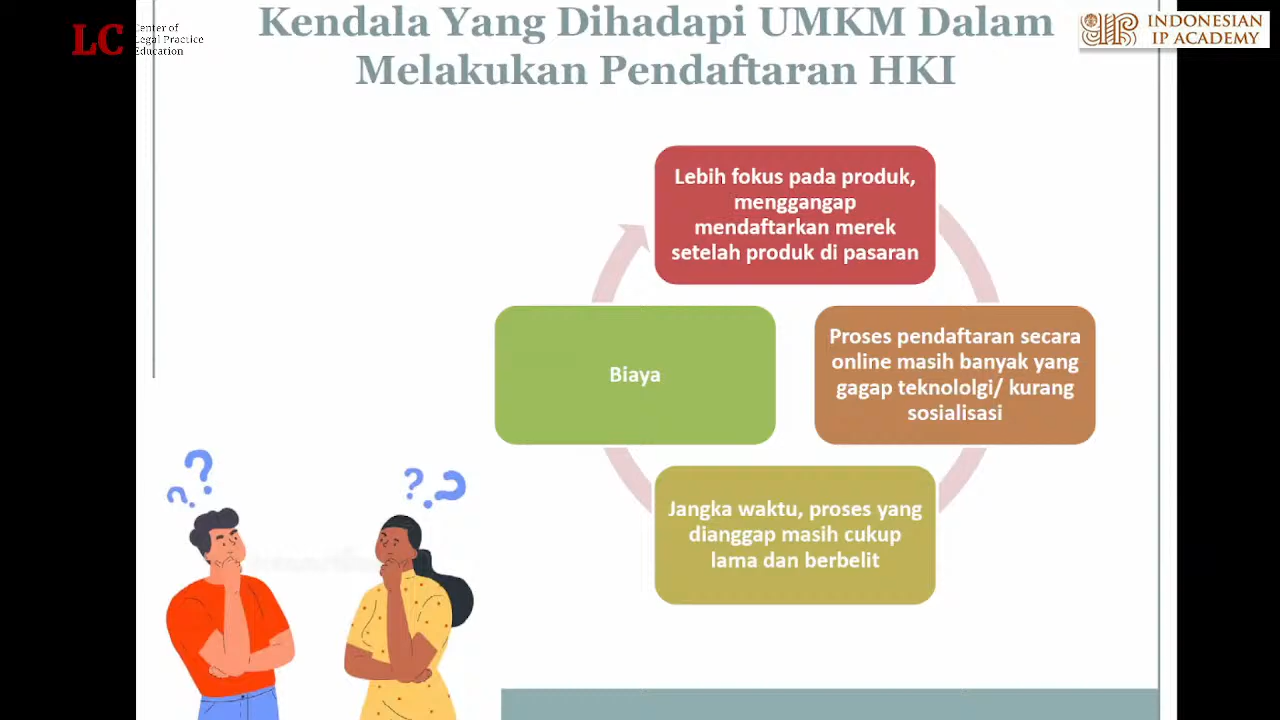 LC
Center of
Legal Practice
Education
Kendala Yang Dihadapi UMKM Dalam
Melakukan Pendaftaran HKI
INDONESIAN
IP ACADEMY
Lebih fokus pada produk,
menggangap
mendaftarkan merek
setelah produk di pasaran
Proses pendaftaran secara
online masih banyak yang
gagap teknololgi/ kurang
sosialisasi
Jangka waktu, proses yang
dianggap masih cukup
lama dan berbelit
Biaya
? ?
? ?